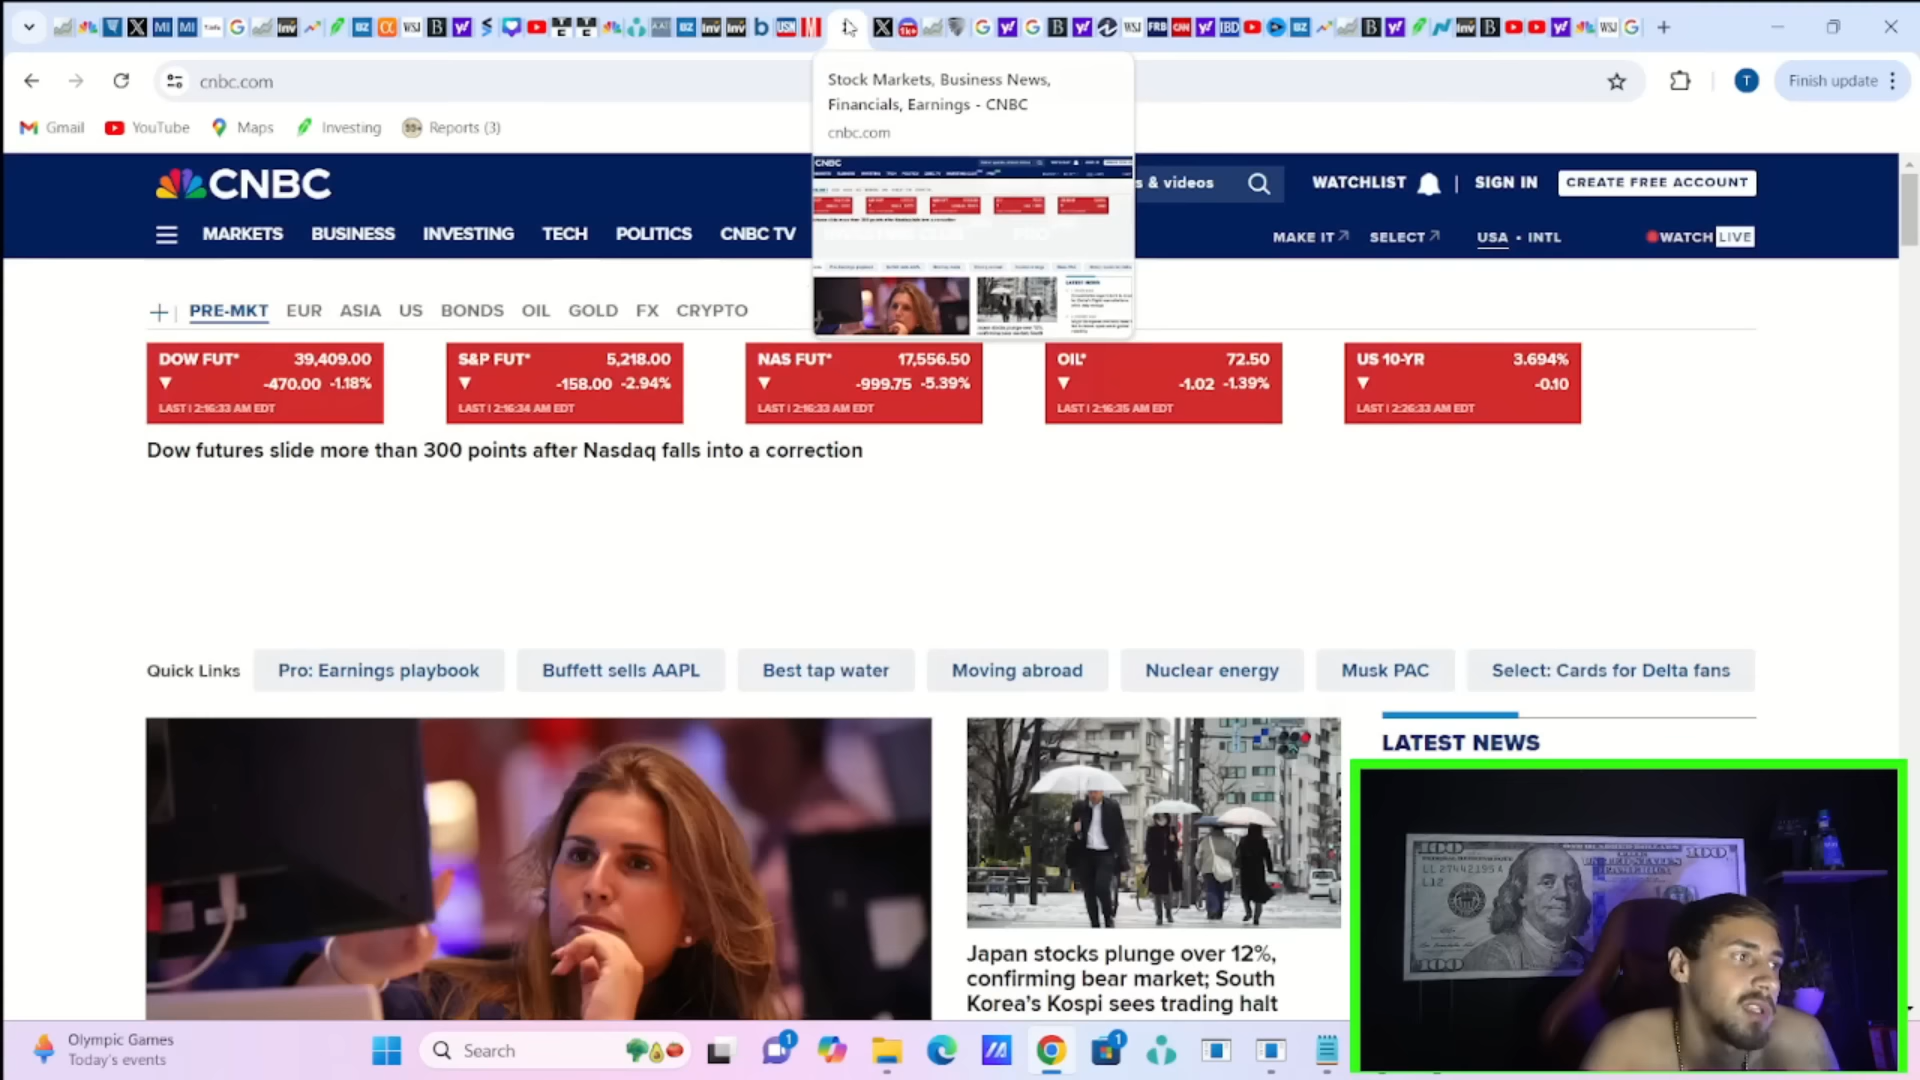 cnbc.com
Finish update
Gmail
YouTube
Maps
Investing
Reports (3)
Stock Markets, Business News,
Financials, Earnings - CNBC
cnbc.com
CNBC
s & videos
WATCHLIST
SIGN IN
CREATE FREE ACCOUNT
MARKETS
BUSINESS
INVESTING
TECH
POLITICS
CNBC TV
MAKE IT
SELECT
USA • INTL
WATCH LIVE
PRE-MKT
EUR
ASIA
US
BONDS
OIL
GOLD
FX
CRYPTO
DOW FUT* 39,409.00
-470.00 -1.18%
LAST | 2:16:33 AM EDT
S&P FUT* 5,218.00
-158.00 -2.94%
LAST | 2:16:34 AM EDT
NAS FUT* 17,556.50
-999.75 -5.39%
LAST | 2:16:33 AM EDT
OIL* 72.50
-1.02 -1.39%
LAST | 2:16:35 AM EDT
US 10-YR 3.694%
-0.10
LAST | 2:26:33 AM EDT
Dow futures slide more than 300 points after Nasdaq falls into a correction
Quick Links
Pro: Earnings playbook
Buffett sells AAPL
Best tap water
Moving abroad
Nuclear energy
Musk PAC
Select: Cards for Delta fans
LATEST NEWS
Japan stocks plunge over 12%,
confirming bear market; South
Korea's Kospi sees trading halt
Olympic Games
Today's events
Search